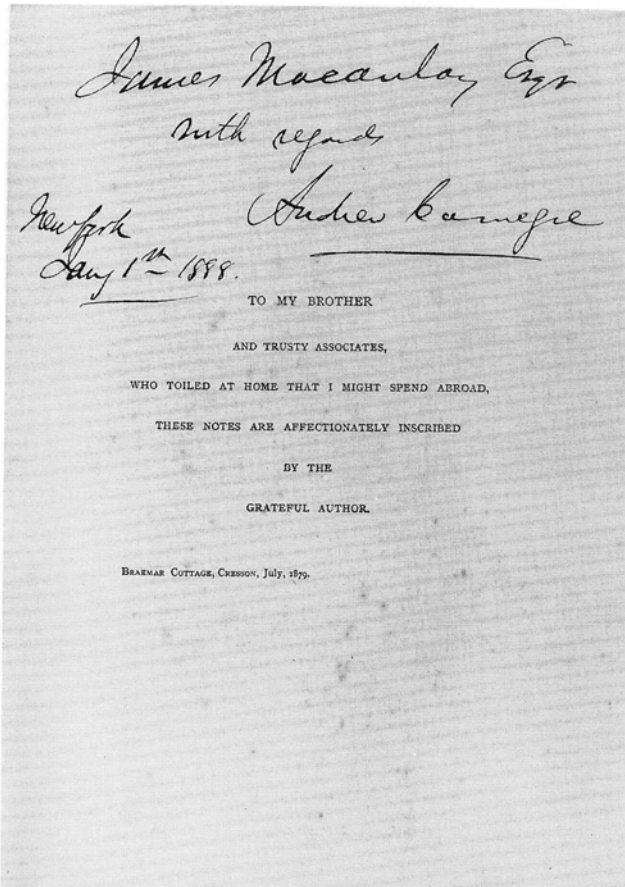 James Macaulay Esqr
with regards
Andrew Carnegie
New York
Jany 1st 1888.
TO MY BROTHER
AND TRUSTY ASSOCIATES,
WHO TOILED AT HOME THAT I MIGHT SPEND ABROAD,
THESE NOTES ARE AFFECTIONATELY INSCRIBED
BY THE
GRATEFUL AUTHOR.
BRAEMAR COTTAGE, CRESSON, July, 1879.